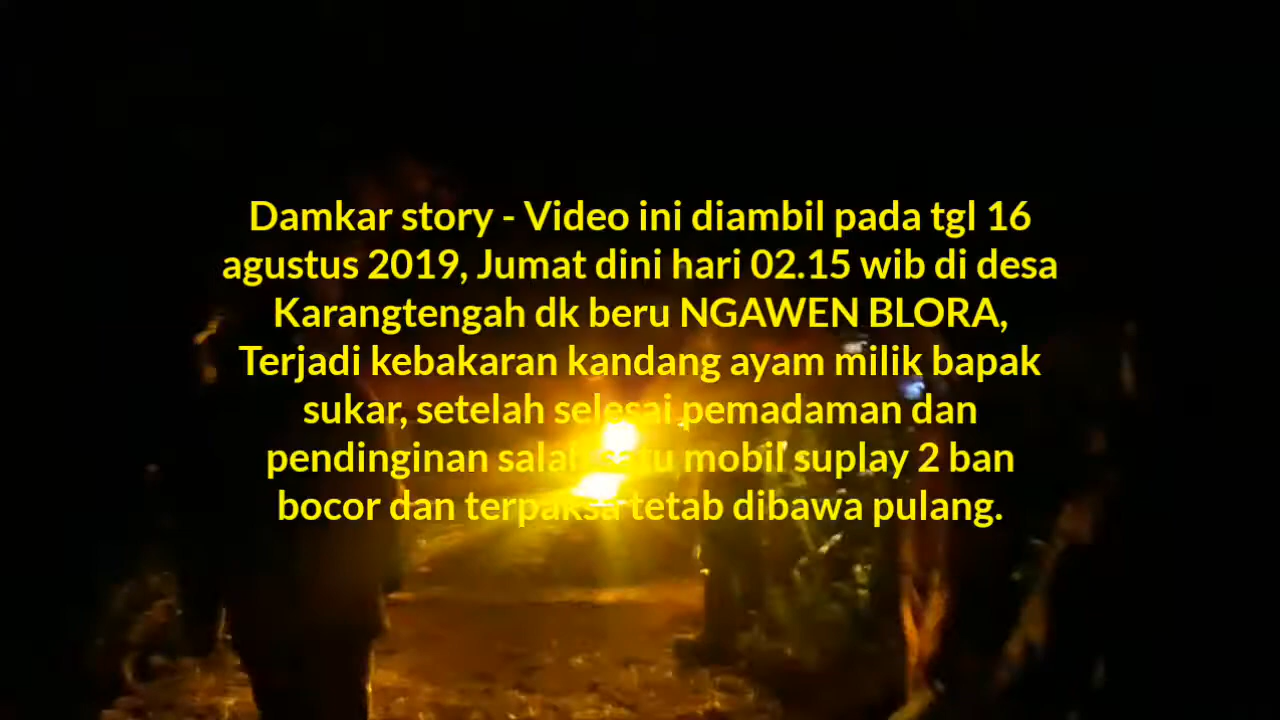 Damkar story - Video ini diambil pada tgl 16
agustus 2019, Jumat dini hari 02.15 wib di desa
Karangtengah dk beru NGAWEN BLORA,
Terjadi kebakaran kandang ayam milik bapak
sukar, setelah selesai pemadaman dan
pendinginan salah satu mobil suplay 2 ban
bocor dan terpaksa tetab dibawa pulang.